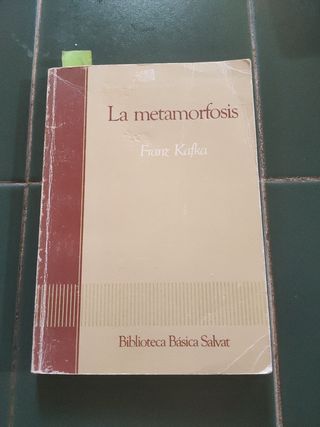 La metamorfosis
Franz Kafka
Biblioteca Básica Salvat